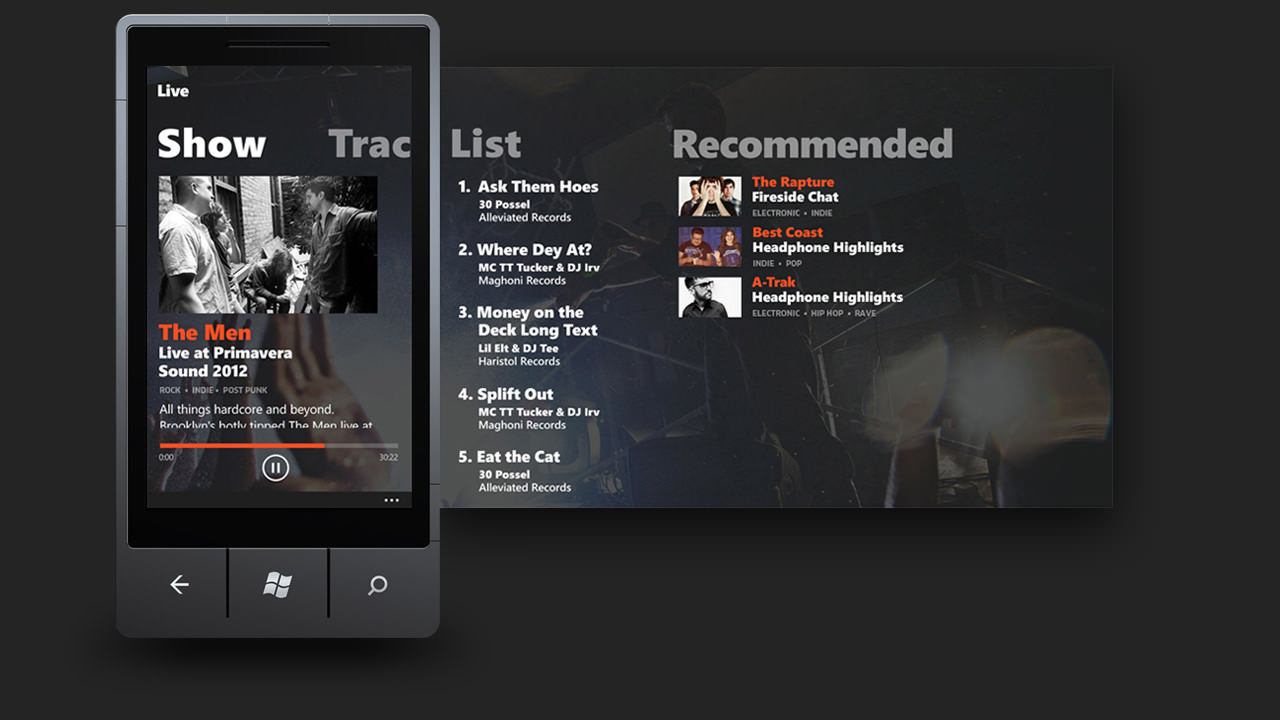 Live
Show
Trac
List
Recommended
The Men
Live at Primavera
Sound 2012
ROCK • INDIE • POST PUNK
All things hardcore and beyond.
Brooklyn's hotly tipped The Men live at
0:00
30:22
1. Ask Them Hoes
30 Possel
Alleviated Records
2. Where Dey At?
MC TT Tucker & DJ Irv
Maghoni Records
3. Money on the
Deck Long Text
Lil Elt & DJ Tee
Haristol Records
4. Splift Out
MC TT Tucker & DJ Irv
Maghoni Records
5. Eat the Cat
30 Possel
Alleviated Records
The Rapture
Fireside Chat
ELECTRONIC • INDIE
Best Coast
Headphone Highlights
INDIE • POP
A-Trak
Headphone Highlights
ELECTRONIC • HIP HOP • RAVE